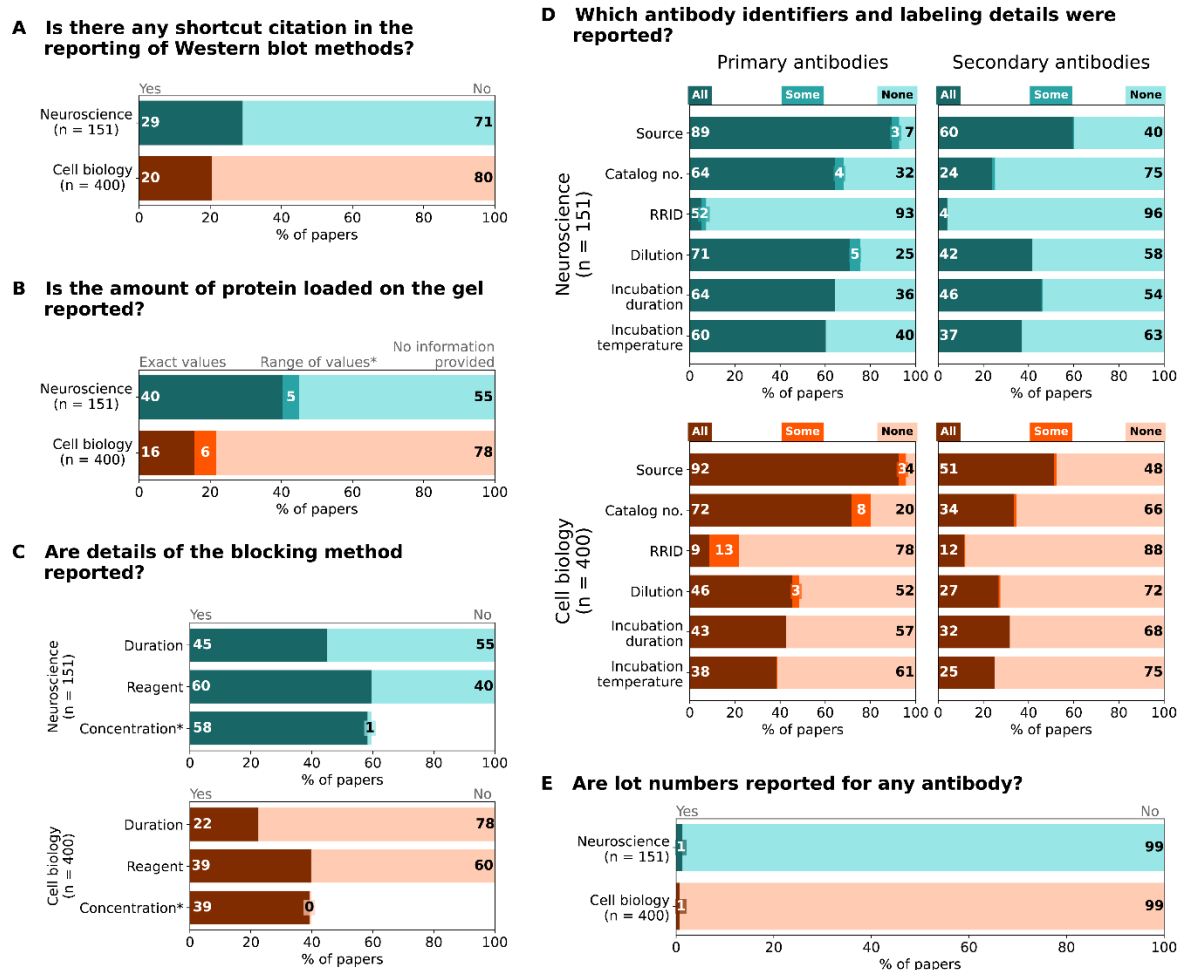 A Is there any shortcut citation in the
reporting of Western blot methods?
Yes No
Neuroscience
(n = 151)
29 71
Cell biology
(n = 400)
20 80
0 20 40 60 80 100
% of papers
B Is the amount of protein loaded on the gel
reported?
Exact values Range of values* No information
provided
Neuroscience
(n = 151)
40 5 55
Cell biology
(n = 400)
16 6 78
0 20 40 60 80 100
% of papers
C Are details of the blocking method
reported?
Neuroscience
(n = 151)
Yes No
Duration 45 55
Reagent 60 40
Concentration* 58 1
0 20 40 60 80 100
% of papers
Cell biology
(n = 400)
Yes No
Duration 22 78
Reagent 39 60
Concentration* 39 0
0 20 40 60 80 100
% of papers
D Which antibody identifiers and labeling details were
reported?
Primary antibodies Secondary antibodies
Neuroscience
(n = 151)
All Some None All Some None
Source 89 3 7 60 40
Catalog no. 64 4 32 24 75
RRID 5 2 93 4 96
Dilution 71 5 25 42 58
Incubation
duration
64 36 46 54
Incubation
temperature
60 40 37 63
0 20 40 60 80 100 0 20 40 60 80 100
% of papers % of papers
Cell biology
(n = 400)
All Some None All Some None
Source 92 3 4 51 48
Catalog no. 72 8 20 34 66
RRID 9 13 78 12 88
Dilution 46 3 52 27 72
Incubation
duration
43 57 32 68
Incubation
temperature
38 61 25 75
0 20 40 60 80 100 0 20 40 60 80 100
% of papers % of papers
E Are lot numbers reported for any antibody?
Yes No
Neuroscience
(n = 151)
1 99
Cell biology
(n = 400)
1 99
0 20 40 60 80 100
% of papers